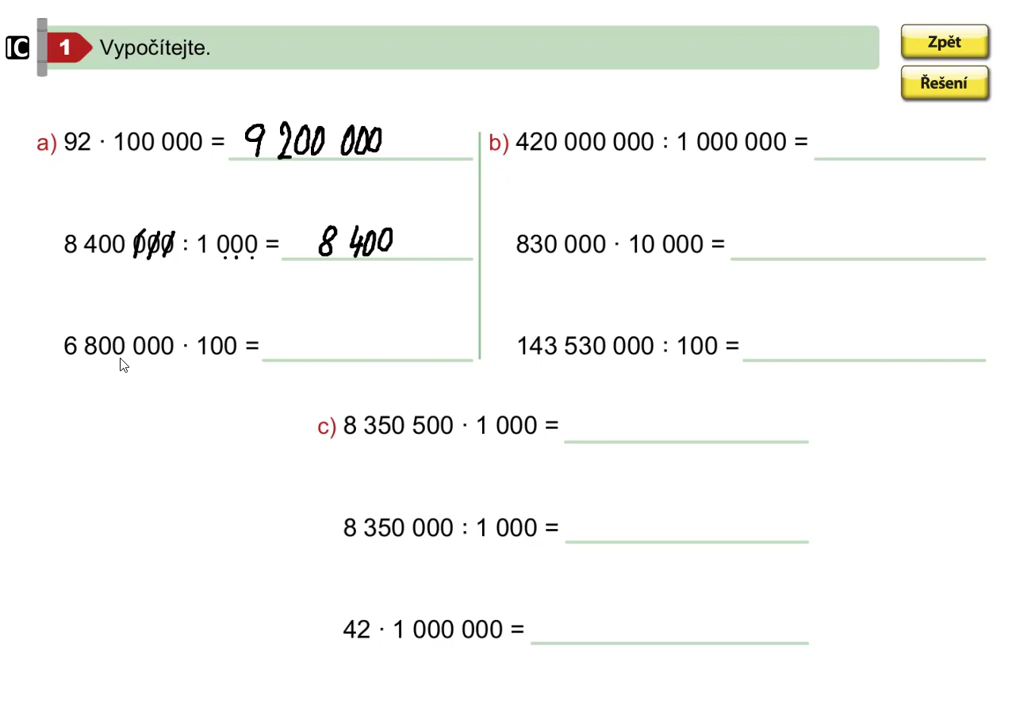 IC
1 Vypočítejte.
Zpět
Řešení
a) 92 · 100 000 = 9 200 000
8 400 000 : 1 000 = 8 400
6 800 000 · 100 =
b) 420 000 000 : 1 000 000 =
830 000 · 10 000 =
143 530 000 : 100 =
c) 8 350 500 · 1 000 =
8 350 000 : 1 000 =
42 · 1 000 000 =